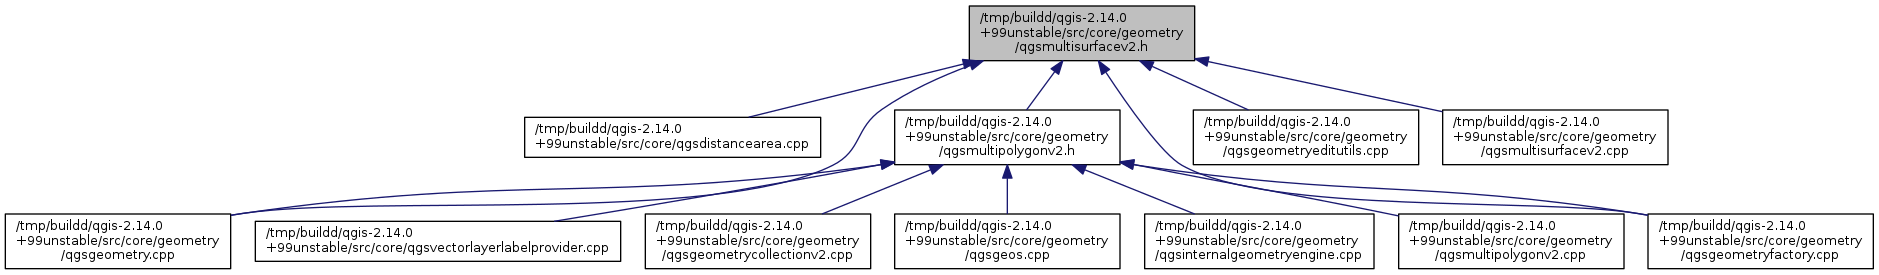 /tmp/buildd/qgis-2.14.0
+99unstable/src/core/geometry
/qgsmultisurfacev2.h
/tmp/buildd/qgis-2.14.0
+99unstable/src/core/qgsdistancearea.cpp
/tmp/buildd/qgis-2.14.0
+99unstable/src/core/geometry
/qgsmultipolygonv2.h
/tmp/buildd/qgis-2.14.0
+99unstable/src/core/geometry
/qgsgeometryeditutils.cpp
/tmp/buildd/qgis-2.14.0
+99unstable/src/core/geometry
/qgsmultisurfacev2.cpp
/tmp/buildd/qgis-2.14.0
+99unstable/src/core/geometry
/qgsgeometry.cpp
/tmp/buildd/qgis-2.14.0
+99unstable/src/core/qgsvectorlayerlabelprovider.cpp
/tmp/buildd/qgis-2.14.0
+99unstable/src/core/geometry
/qgsgeometrycollectionv2.cpp
/tmp/buildd/qgis-2.14.0
+99unstable/src/core/geometry
/qgsgeos.cpp
/tmp/buildd/qgis-2.14.0
+99unstable/src/core/geometry
/qgsinternalgeometryengine.cpp
/tmp/buildd/qgis-2.14.0
+99unstable/src/core/geometry
/qgsmultipolygonv2.cpp
/tmp/buildd/qgis-2.14.0
+99unstable/src/core/geometry
/qgsgeometryfactory.cpp